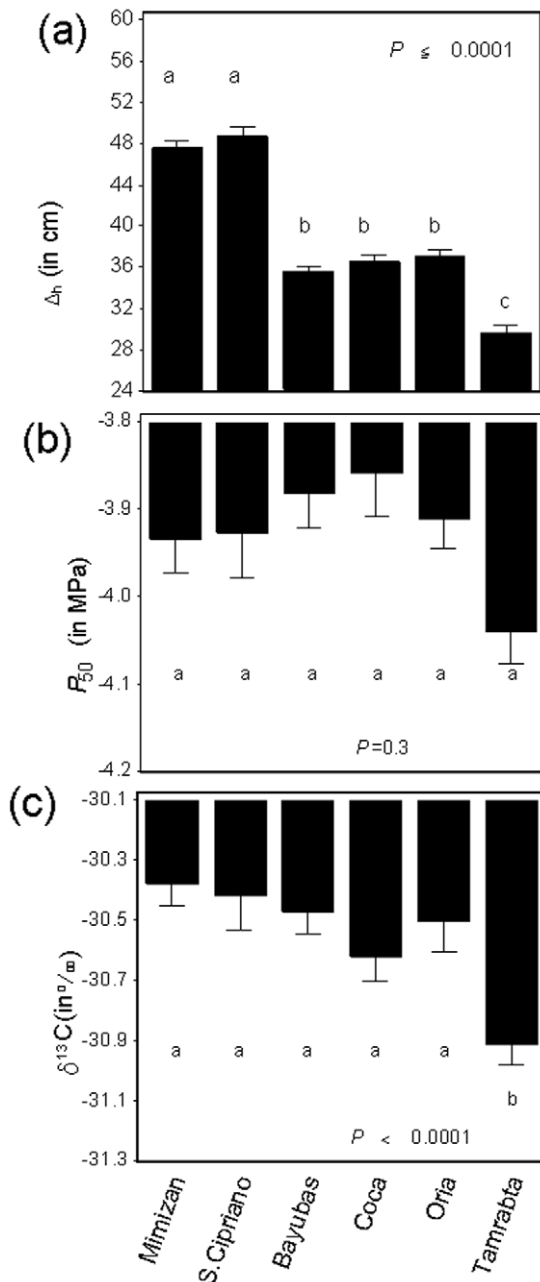 (a)
60
56
52
48
44
40
36
32
28
24
Δh (in cm)
P ≦ 0.0001
a a b b b c
(b)
-3.8
-3.9
-4.0
-4.1
-4.2
P50 (in MPa)
a a a a a a
P=0.3
(c)
-30.1
-30.3
-30.5
-30.7
-30.9
-31.1
-31.3
δ13C(inº/∞)
a a a a a b
P < 0.0001
Mimizan
S.Cipriano
Bayubas
Coca
Oria
Tamrabta